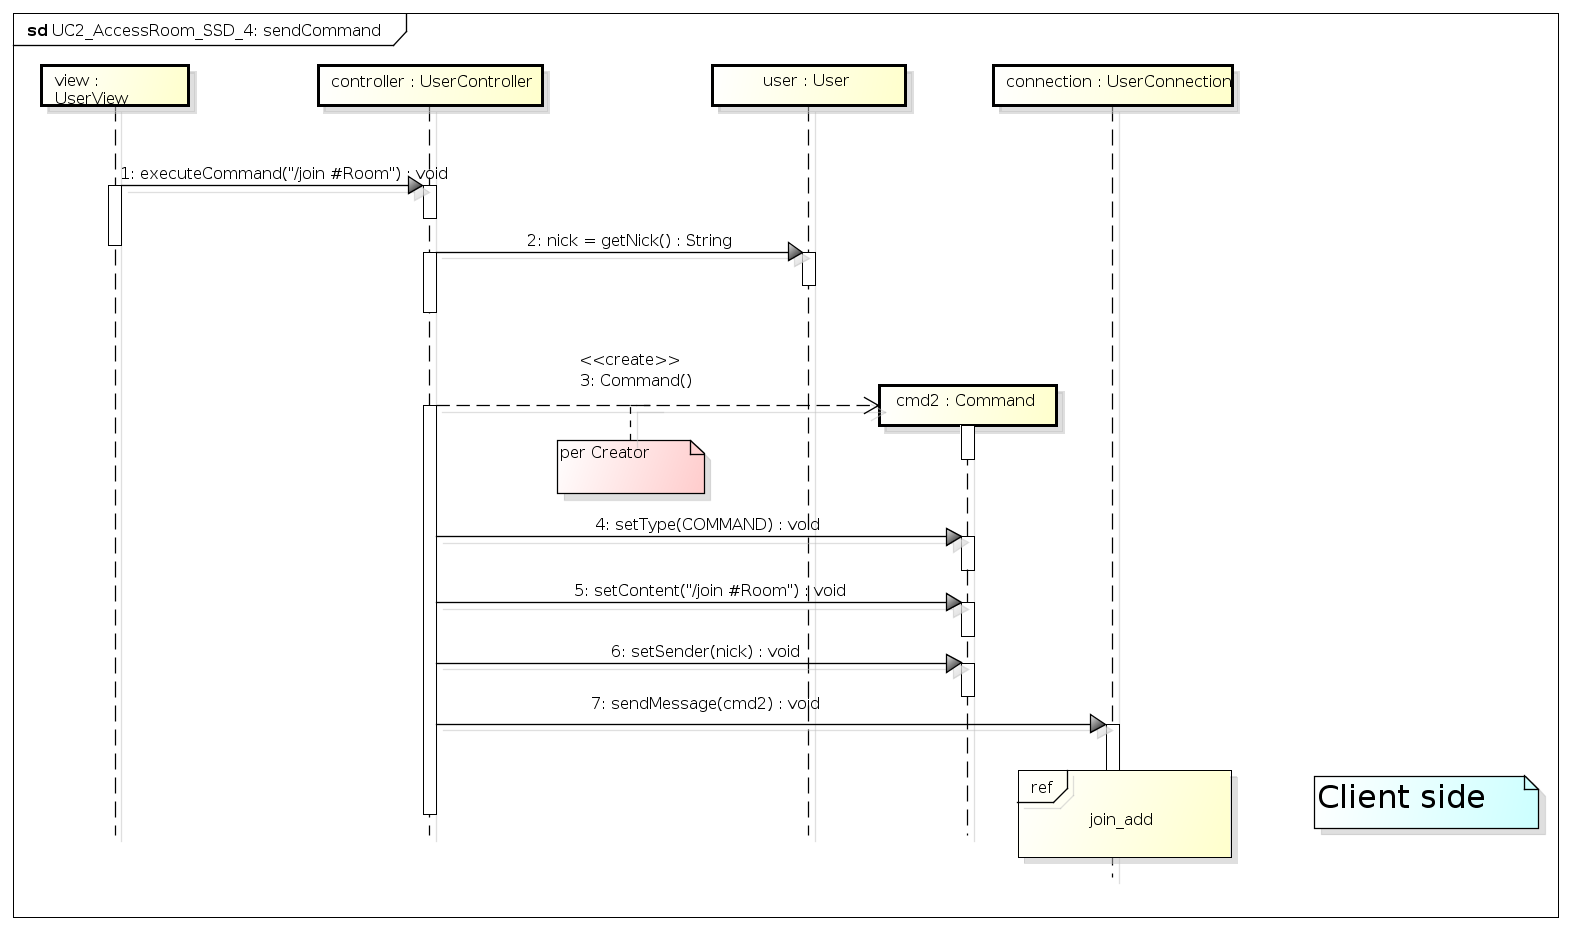 sd UC2_AccessRoom_SSD_4: sendCommand
view :
UserView
controller : UserController
user : User
connection : UserConnection
1: executeCommand("/join #Room") : void
2: nick = getNick() : String
<<create>>
3: Command()
cmd2 : Command
per Creator
4: setType(COMMAND) : void
5: setContent("/join #Room") : void
6: setSender(nick) : void
7: sendMessage(cmd2) : void
ref
join_add
Client side